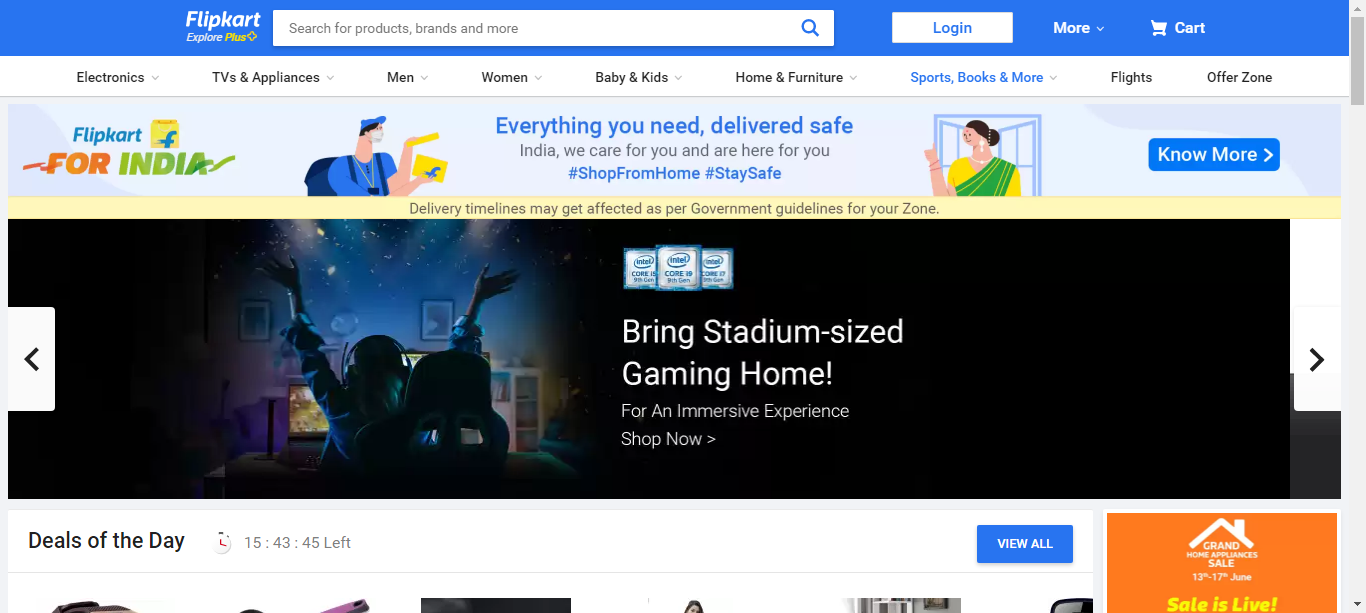 Flipkart
Explore Plus
Search for products, brands and more
Login
More
Cart
Electronics
TVs & Appliances
Men
Women
Baby & Kids
Home & Furniture
Sports, Books & More
Flights
Offer Zone
Flipkart
FOR INDIA
Everything you need, delivered safe
India, we care for you and are here for you
#ShopFromHome #StaySafe
Know More
Delivery timelines may get affected as per Government guidelines for your Zone.
intel intel intel
CORE i5 CORE i9 CORE i7
9th Gen 9th Gen 9th Gen
Bring Stadium-sized
Gaming Home!
For An Immersive Experience
Shop Now >
Deals of the Day
15 : 43 : 45 Left
VIEW ALL
GRAND
HOME APPLIANCES
SALE
13th-17th June
Sale is Live!